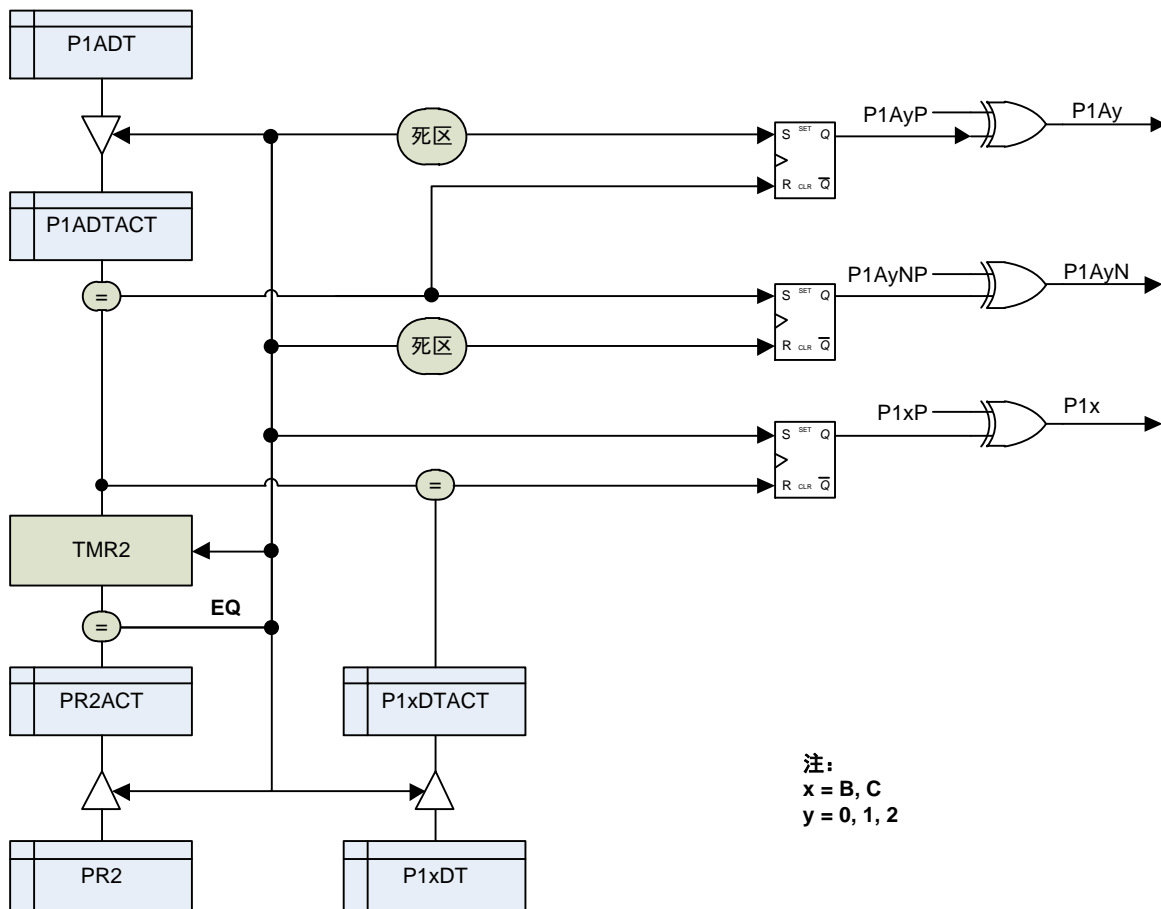 P1ADT
死区
P1AyP
P1Ay
S SET Q
R CLR Q
P1ADTACT
=
P1AyNP
P1AyN
S SET Q
R CLR Q
死区
P1xP
P1x
S SET Q
R CLR Q
=
TMR2
EQ
=
PR2ACT
P1xDTACT
注：
x = B, C
y = 0, 1, 2
PR2
P1xDT